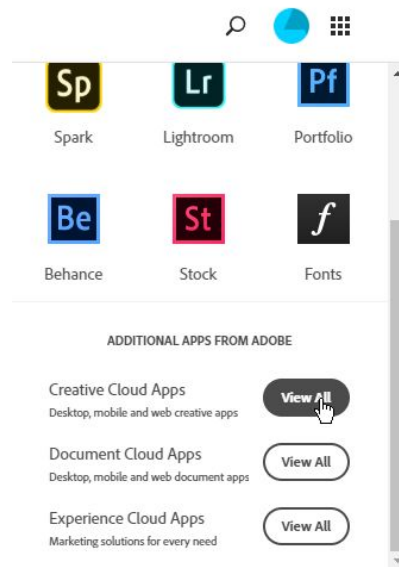 Sp Lr Pf
Spark Lightroom Portfolio
Be St f
Behance Stock Fonts
ADDITIONAL APPS FROM ADOBE
Creative Cloud Apps
Desktop, mobile and web creative apps
View All
Document Cloud Apps
Desktop, mobile and web document apps
View All
Experience Cloud Apps
Marketing solutions for every need
View All